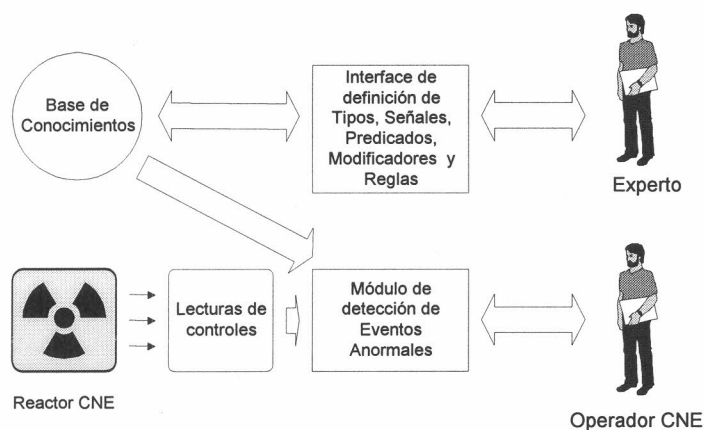 Base de
Conocimientos
Interface de
definición de
Tipos, Señales,
Predicados,
Modificadores y
Reglas
Experto
Reactor CNE
Lecturas de
controles
Módulo de
detección de
Eventos
Anormales
Operador CNE